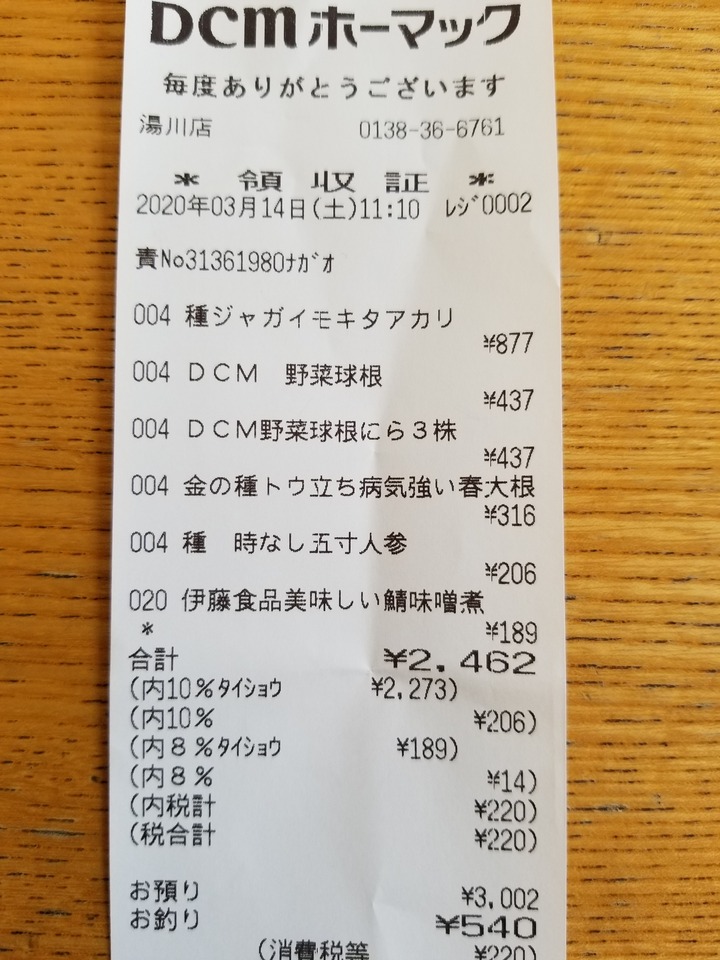 DCM ホーマック
毎度ありがとうございます
湯川店 0138-36-6761
＊ 領 収 証 ＊
2020年03月14日(土)11:10 ﾚｼﾞ0002
責No31361980ﾅｶﾞｵ
004 種ジャガイモキタアカリ
¥877
004 ＤＣＭ　野菜球根
¥437
004 ＤＣＭ野菜球根にら３株
¥437
004 金の種トウ立ち病気強い春大根
¥316
004 種　時なし五寸人参
¥206
020 伊藤食品美味しい鯖味噌煮
＊ ¥189
合計 ¥2,462
(内10％ﾀｲｼｮｳ ¥2,273)
(内10％ ¥206)
(内８％ﾀｲｼｮｳ ¥189)
(内８％ ¥14)
(内税計 ¥220)
(税合計 ¥220)
お預り ¥3,002
お釣り ¥540
(消費税等 ¥220)